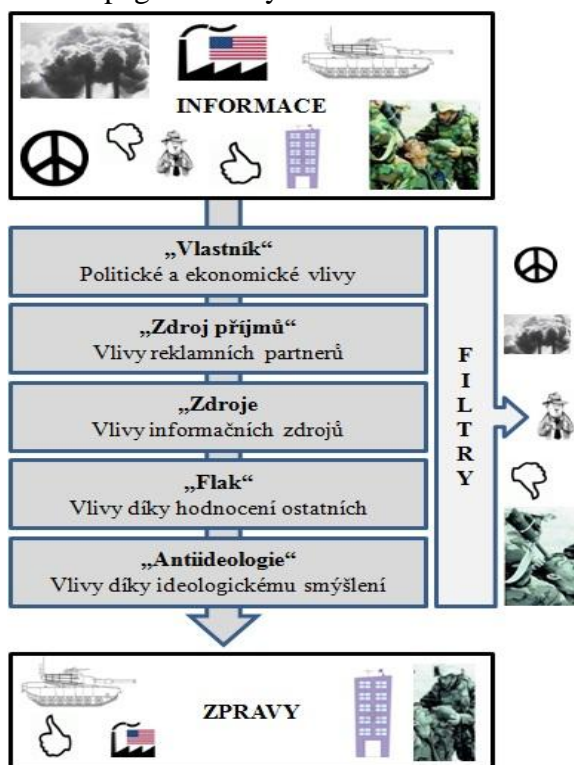 INFORMACE
„Vlastník“
Politické a ekonomické vlivy
„Zdroj příjmů“
Vlivy reklamních partnerů
„Zdroje
Vlivy informačních zdrojů
„Flak“
Vlivy díky hodnocení ostatních
„Antiideologie“
Vlivy díky ideologickému smýšlení
FILTRY
ZPRAVY